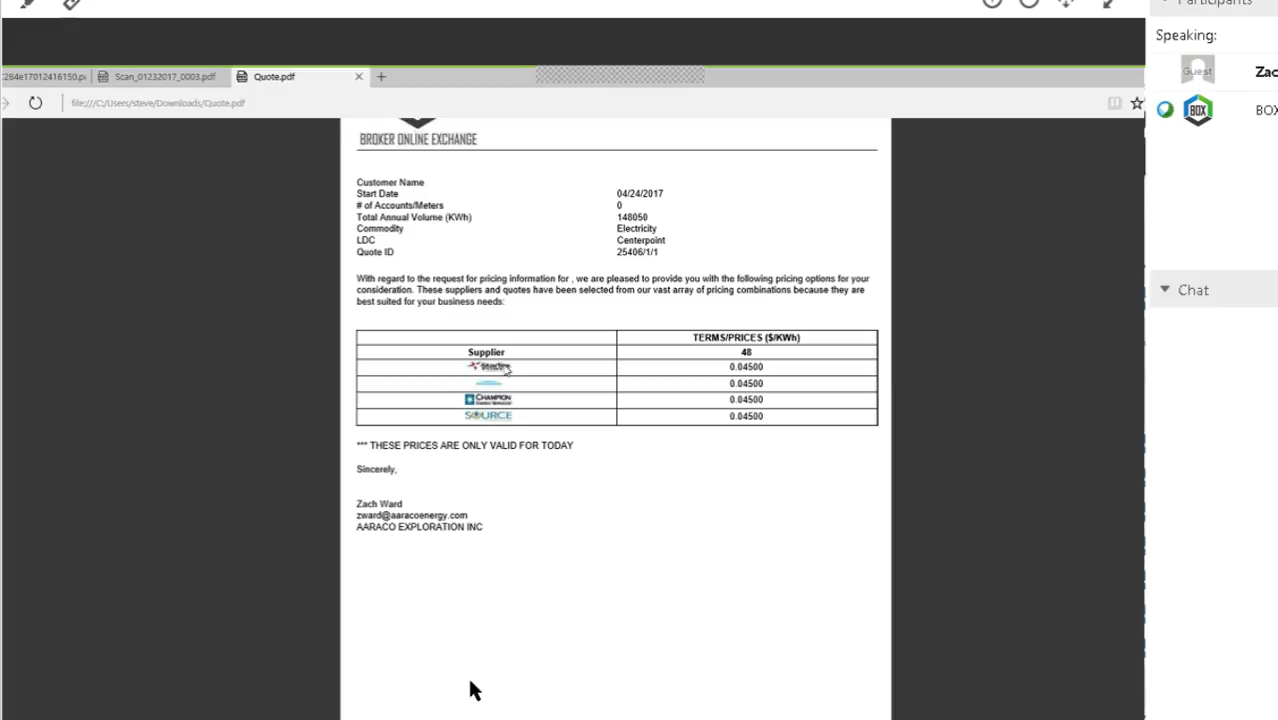 Participants
Speaking:
Guest
Zac
BOX
BOX
Chat
284e17012416150.p
Scan_01232017_0003.pdf
Quote.pdf
file:///C:/Users/steve/Downloads/Quote.pdf
BROKER ONLINE EXCHANGE
Customer Name
Start Date 04/24/2017
# of Accounts/Meters 0
Total Annual Volume (KWh) 148050
Commodity Electricity
LDC Centerpoint
Quote ID 25406/1/1
With regard to the request for pricing information for , we are pleased to provide you with the following pricing options for your
consideration. These suppliers and quotes have been selected from our vast array of pricing combinations because they are
best suited for your business needs:
TERMS/PRICES ($/KWh)
Supplier 48
0.04500
0.04500
CHAMPION 0.04500
SOURCE 0.04500
*** THESE PRICES ARE ONLY VALID FOR TODAY
Sincerely,
Zach Ward
zward@aaracoenergy.com
AARACO EXPLORATION INC